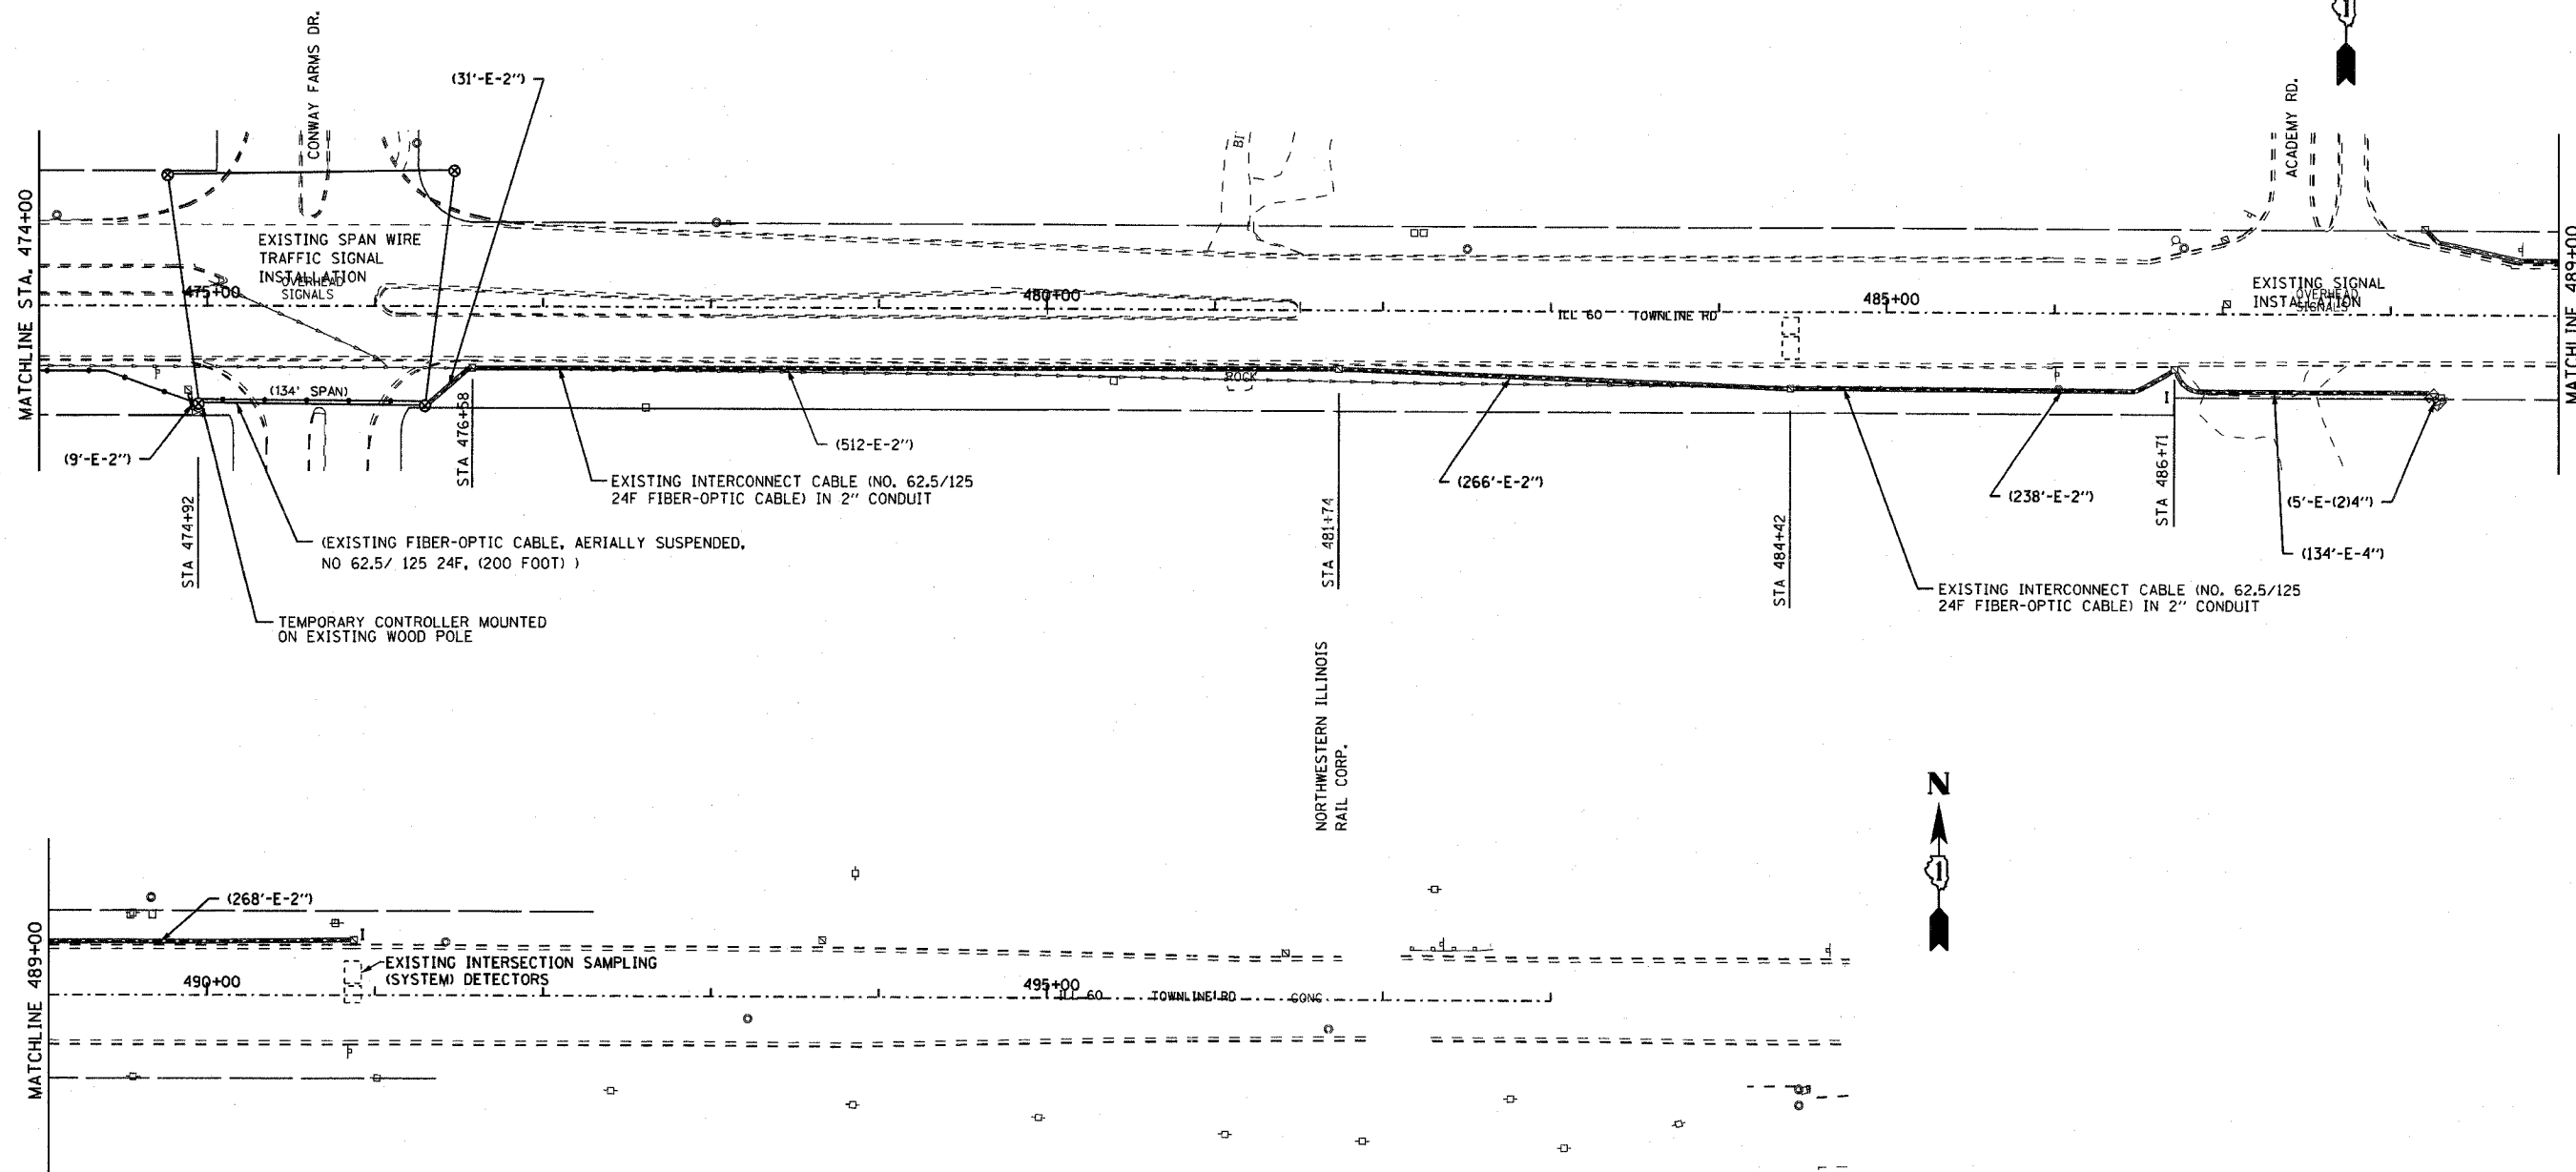 CONWAY FARMS DR.
(31'-E-2")
ACADEMY RD.
MATCHLINE STA. 474+00
EXISTING SPAN WIRE
TRAFFIC SIGNAL
INSTALLATION
OVERHEAD
SIGNALS
475+00
480+00
485+00
ILL 60 TOWNLINE RD
EXISTING SIGNAL
INSTALLATION
OVERHEAD
SIGNALS
MATCHLINE 489+00
BIT
ROCK
(134' SPAN)
(9'-E-2")
STA 474+92
STA 476+58
(512-E-2")
EXISTING INTERCONNECT CABLE (NO. 62.5/125
24F FIBER-OPTIC CABLE) IN 2" CONDUIT
(EXISTING FIBER-OPTIC CABLE, AERIALLY SUSPENDED,
NO 62.5/ 125 24F, (200 FOOT) )
TEMPORARY CONTROLLER MOUNTED
ON EXISTING WOOD POLE
STA 481+74
(266'-E-2")
STA 484+42
(238'-E-2")
STA 486+71
I
(5'-E-(2)4")
(134'-E-4")
EXISTING INTERCONNECT CABLE (NO. 62.5/125
24F FIBER-OPTIC CABLE) IN 2" CONDUIT
NORTHWESTERN ILLINOIS
RAIL CORP.
N
1
1
MATCHLINE 489+00
(268'-E-2")
I
EXISTING INTERSECTION SAMPLING
(SYSTEM) DETECTORS
490+00
495+00
ILL 60 TOWNLINE RD CONC